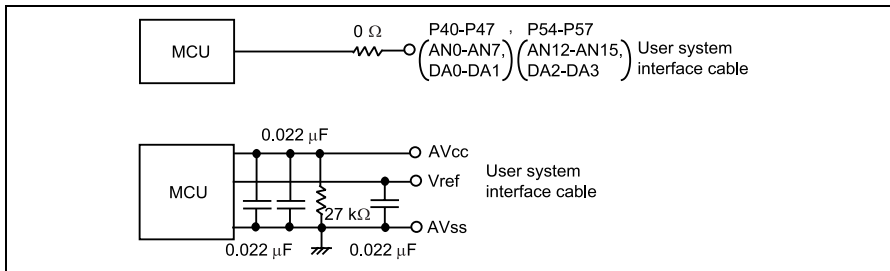 0 Ω
P40-P47 , P54-P57
MCU
AN0-AN7, AN12-AN15, User system
DA0-DA1 DA2-DA3 interface cable
0.022 μF
AVcc
User system
MCU
Vref
interface cable
27 kΩ
AVss
0.022 μF 0.022 μF